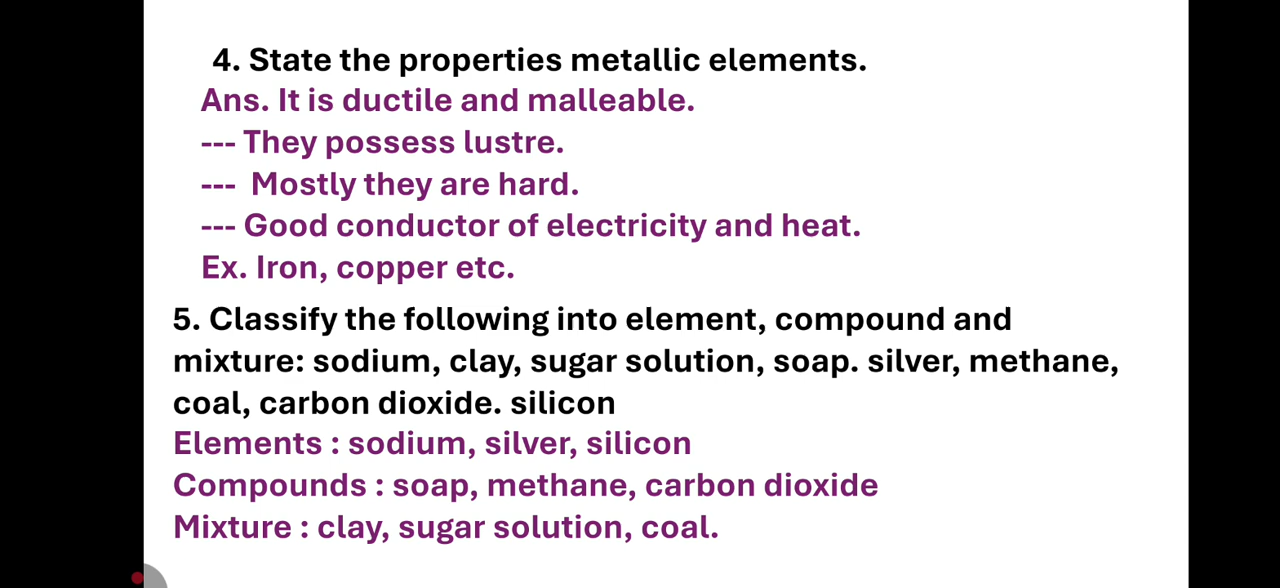 4. State the properties metallic elements.
Ans. It is ductile and malleable.
--- They possess lustre.
--- Mostly they are hard.
--- Good conductor of electricity and heat.
Ex. Iron, copper etc.
5. Classify the following into element, compound and
mixture: sodium, clay, sugar solution, soap. silver, methane,
coal, carbon dioxide. silicon
Elements : sodium, silver, silicon
Compounds : soap, methane, carbon dioxide
Mixture : clay, sugar solution, coal.